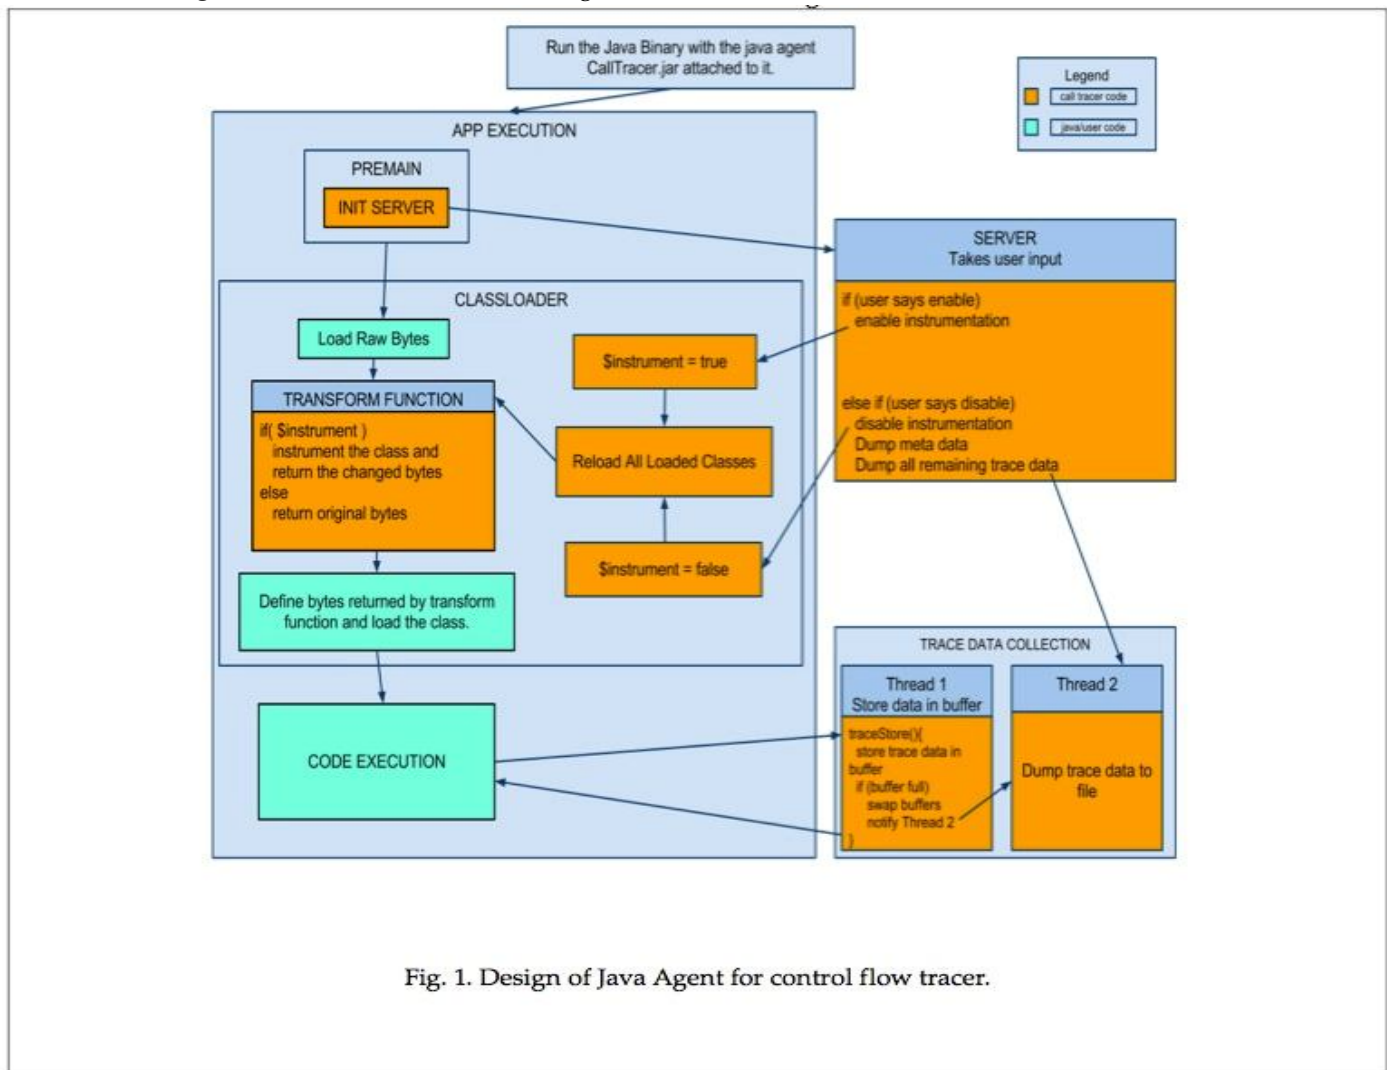 Run the Java Binary with the java agent
CallTracer.jar attached to it.
Legend
call tracer code
java/user code
APP EXECUTION
PREMAIN
INIT SERVER
SERVER
Takes user input
if (user says enable)
enable instrumentation
else if (user says disable)
disable instrumentation
Dump meta data
Dump all remaining trace data
CLASSLOADER
Load Raw Bytes
TRANSFORM FUNCTION
if( $instrument )
instrument the class and
return the changed bytes
else
return original bytes
$instrument = true
Reload All Loaded Classes
$instrument = false
Define bytes returned by transform
function and load the class.
CODE EXECUTION
TRACE DATA COLLECTION
Thread 1
Store data in buffer
traceStore(){
store trace data in
buffer
if (buffer full)
swap buffers
notify Thread 2
}
Thread 2
Dump trace data to
file
Fig. 1. Design of Java Agent for control flow tracer.